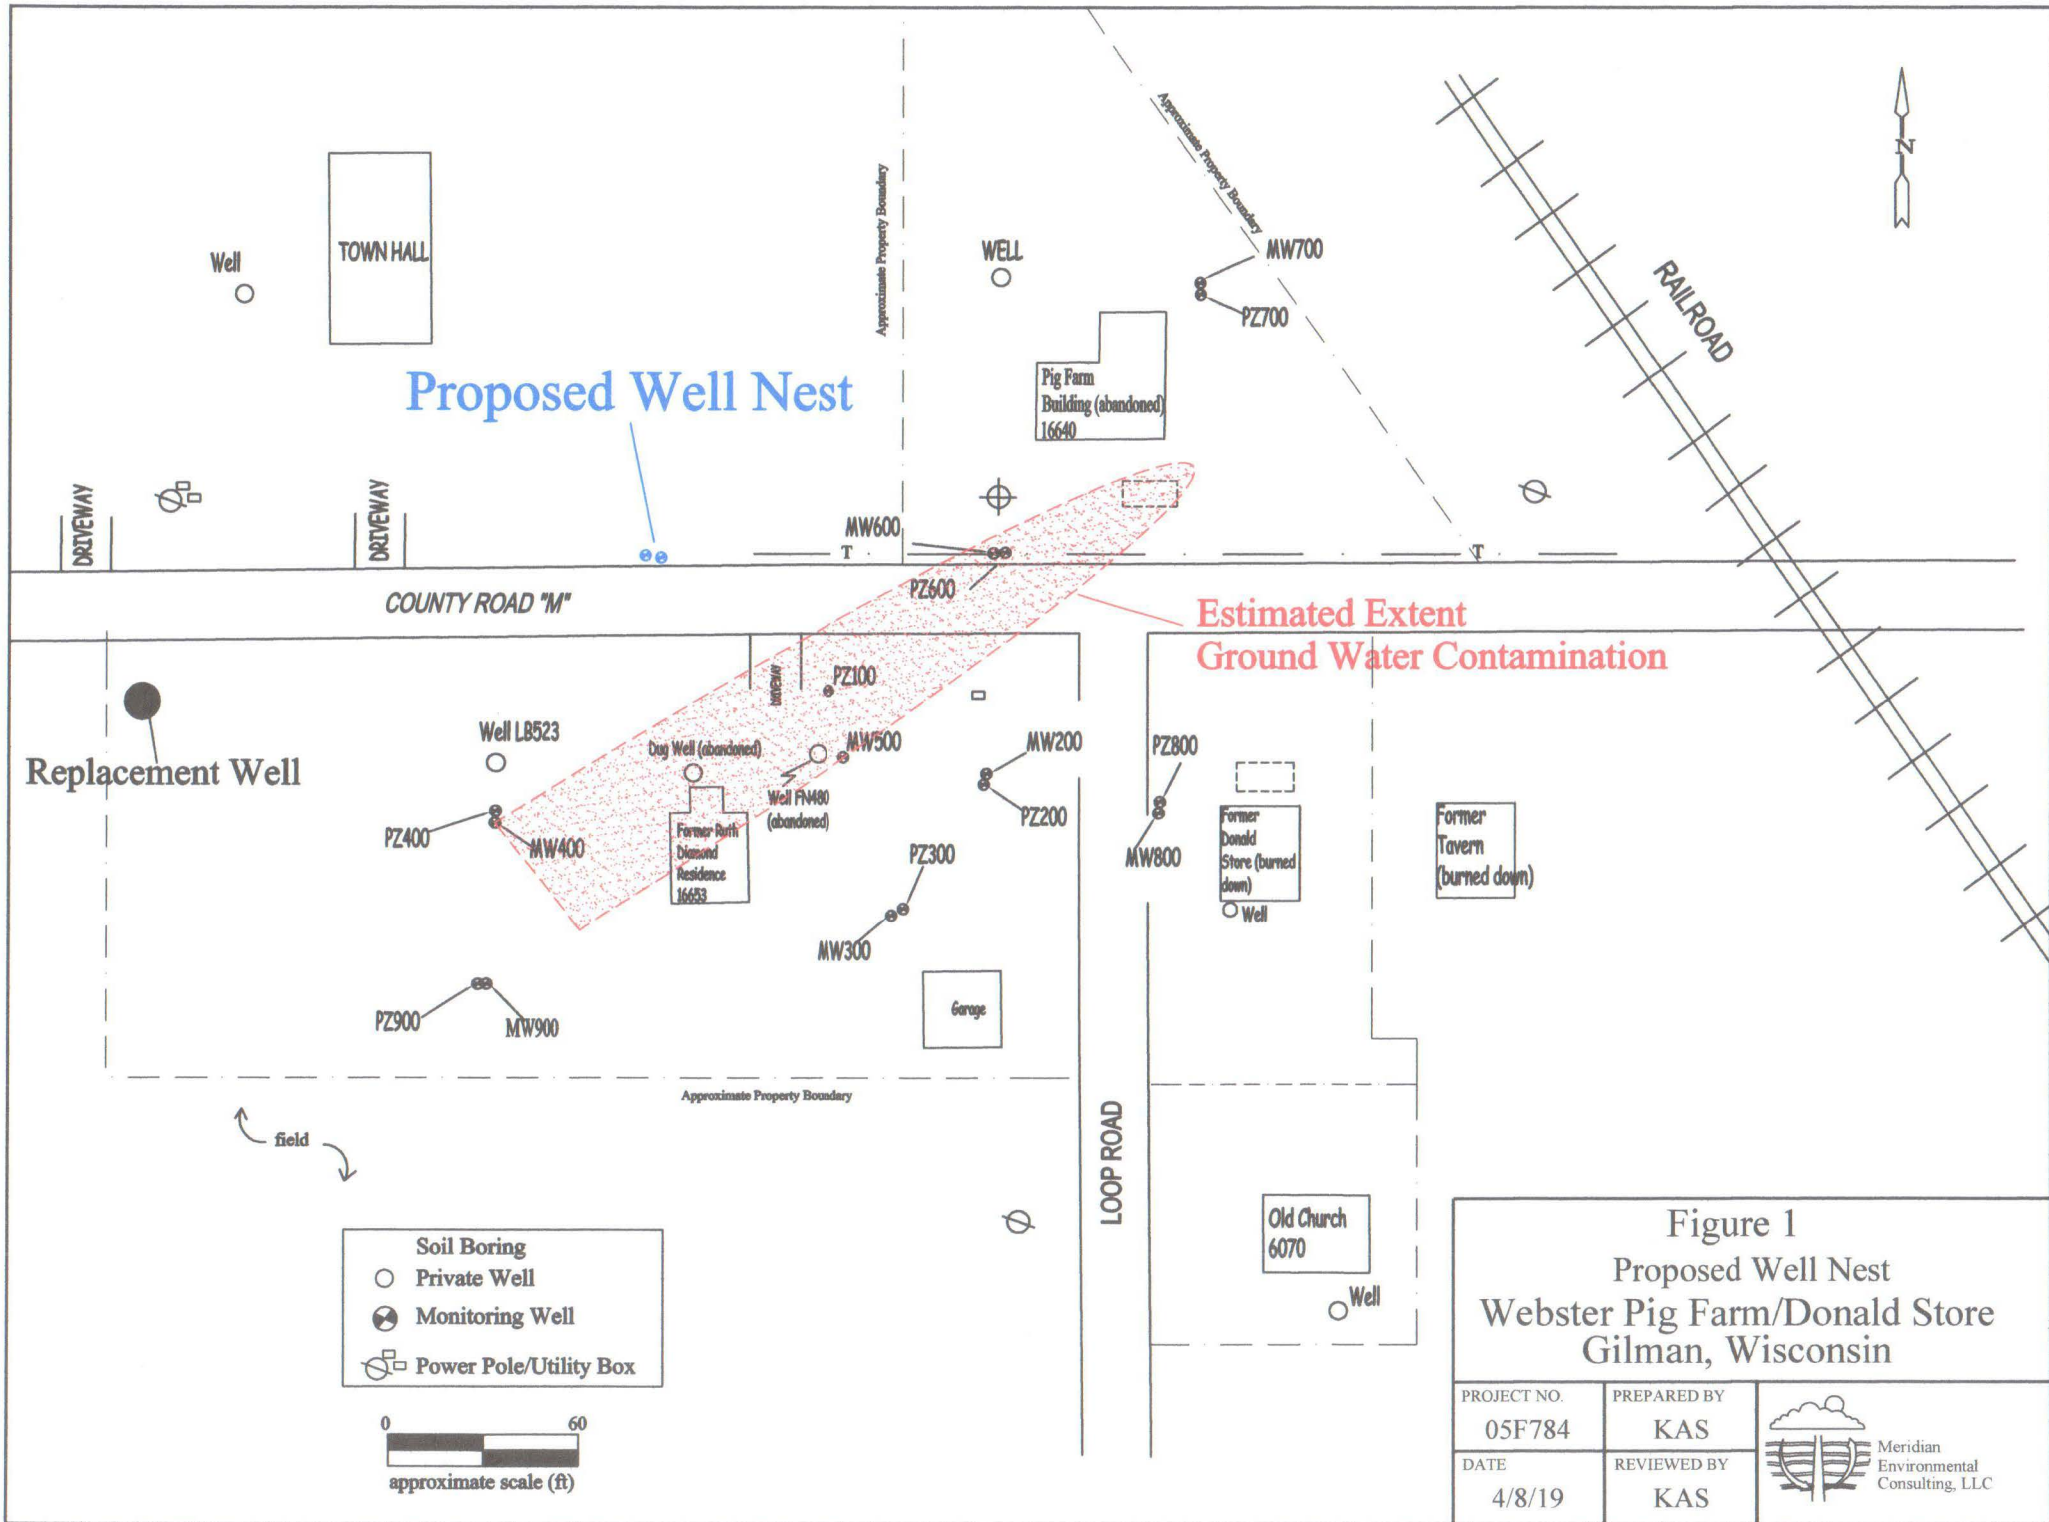 Approximate Property Boundary
Approximate Property Boundary
N
Well
TOWN HALL
WELL
MW700
PZ700
RAILROAD
Proposed Well Nest
Pig Farm
Building (abandoned)
16640
DRIVEWAY
DRIVEWAY
MW600
T
T
PZ600
COUNTY ROAD "M"
Estimated Extent
Ground Water Contamination
DRIVEWAY
PZ100
Replacement Well
Well LB523
Dug Well (abandoned)
MW500
MW200
PZ800
Well FN480
(abandoned)
PZ200
PZ400
MW400
Former Ruth
Diamond
Residence
16653
PZ300
MW800
Former
Donald
Store (burned
down)
Former
Tavern
(burned down)
Well
MW300
PZ900
MW900
Garage
Approximate Property Boundary
field
LOOP ROAD
Old Church
6070
Well
Soil Boring
Private Well
Monitoring Well
Power Pole/Utility Box
0 60
approximate scale (ft)
Figure 1
Proposed Well Nest
Webster Pig Farm/Donald Store
Gilman, Wisconsin
PROJECT NO.
05F784
PREPARED BY
KAS
DATE
4/8/19
REVIEWED BY
KAS
Meridian
Environmental
Consulting, LLC